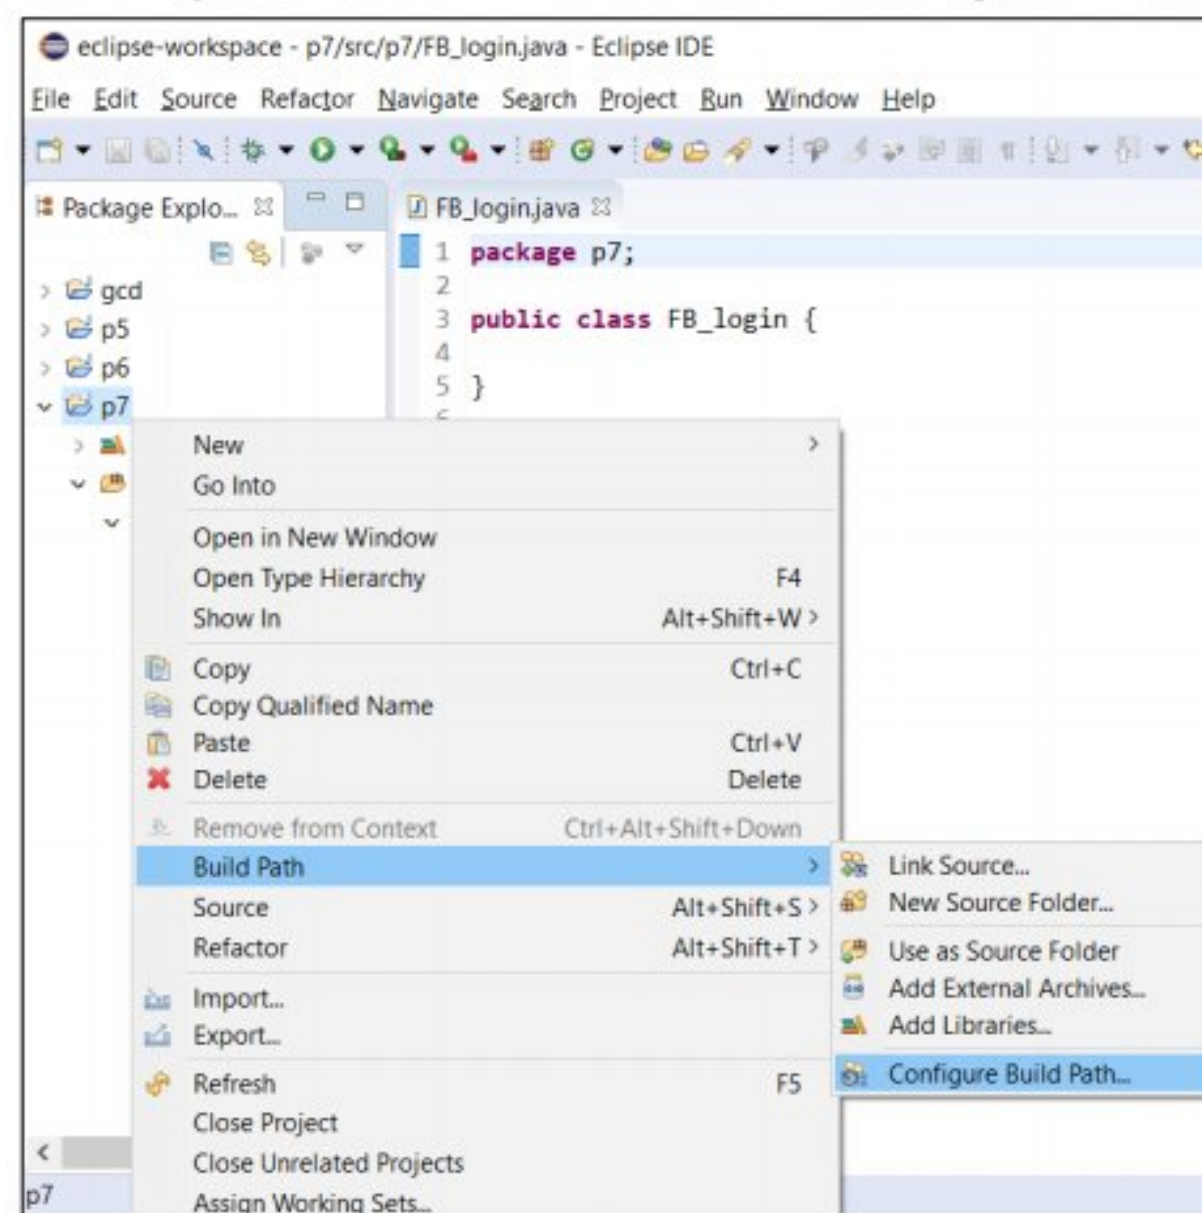 eclipse-workspace - p7/src/p7/FB_login.java - Eclipse IDE
File Edit Source Refactor Navigate Search Project Run Window Help
Package Explo... FB_login.java
1 package p7;
gcd
2
3 public class FB_login {
p5
4
p6
5 }
p7
New
Go Into
Open in New Window
Open Type Hierarchy F4
Show In Alt+Shift+W >
Copy Ctrl+C
Copy Qualified Name
Paste Ctrl+V
Delete Delete
Remove from Context Ctrl+Alt+Shift+Down
Build Path > Link Source...
Source Alt+Shift+S > New Source Folder...
Refactor Alt+Shift+T > Use as Source Folder
Import... Add External Archives...
Export... Add Libraries...
Refresh F5 Configure Build Path...
Close Project
Close Unrelated Projects
p7 Assign Working Sets...